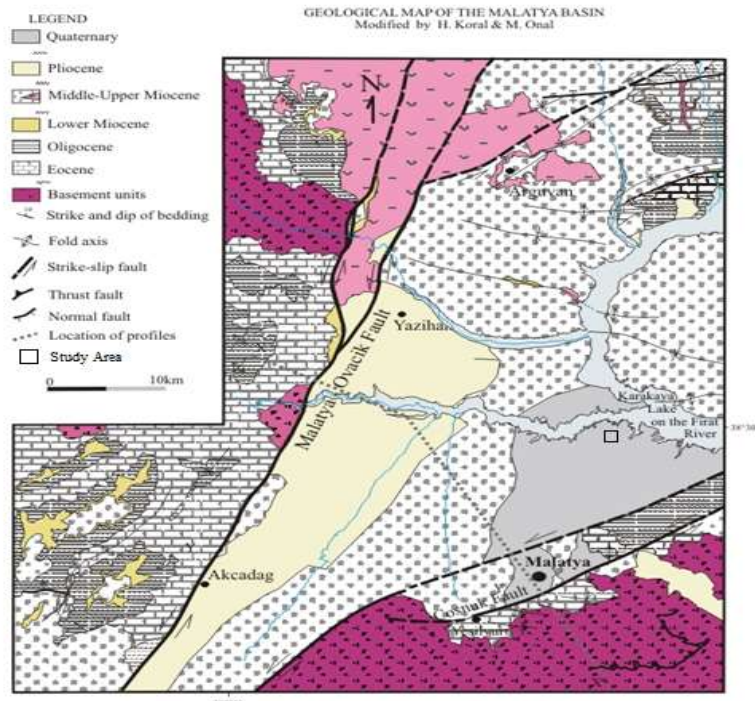 GEOLOGICAL MAP OF THE MALATYA BASIN
Modified by H. Koral & M. Onal
LEGEND
Quaternary
Pliocene
Middle-Upper Miocene
Lower Miocene
Oligocene
Eocene
Basement units
Strike and dip of bedding
Fold axis
Strike-slip fault
Thrust fault
Normal fault
Location of profiles
Study Area
0 10km
N
Arguvan
Yazihan
Malatya-Ovacik Fault
Karakaya
Lake
on the Firat
River
Akcadag
Malatya
Fault